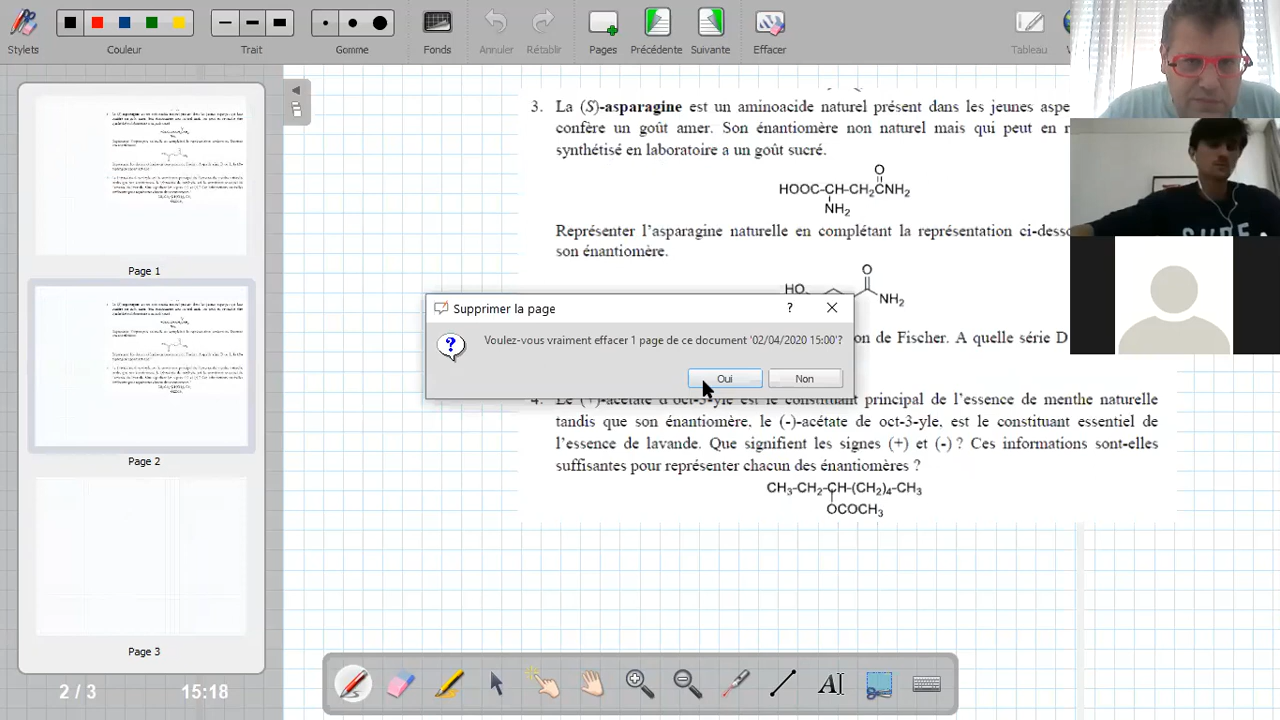 Stylets
Couleur
Trait
Gomme
Fonds
Annuler
Rétablir
Pages
Précédente
Suivante
Effacer
Tableau
Page 1
Page 2
Page 3
2 / 3
15:18
3. La (S)-asparagine est un aminoacide naturel présent dans les jeunes aspe
confère un goût amer. Son énantiomère non naturel mais qui peut en r
synthétisé en laboratoire a un goût sucré.
O
HOOC-CH-CH2CNH2
NH2
Représenter l'asparagine naturelle en complétant la représentation ci-desso
son énantiomère.
O
HO
NH2
on de Fischer. A quelle série D
Supprimer la page
?
Voulez-vous vraiment effacer 1 page de ce document '02/04/2020 15:00'?
Oui
Non
4. Le (+)-acétate d'oct-3-yle est le constituant principal de l'essence de menthe naturelle
tandis que son énantiomère, le (-)-acétate de oct-3-yle, est le constituant essentiel de
l'essence de lavande. Que signifient les signes (+) et (-) ? Ces informations sont-elles
suffisantes pour représenter chacun des énantiomères ?
CH3-CH2-CH-(CH2)4-CH3
OCOCH3
AI